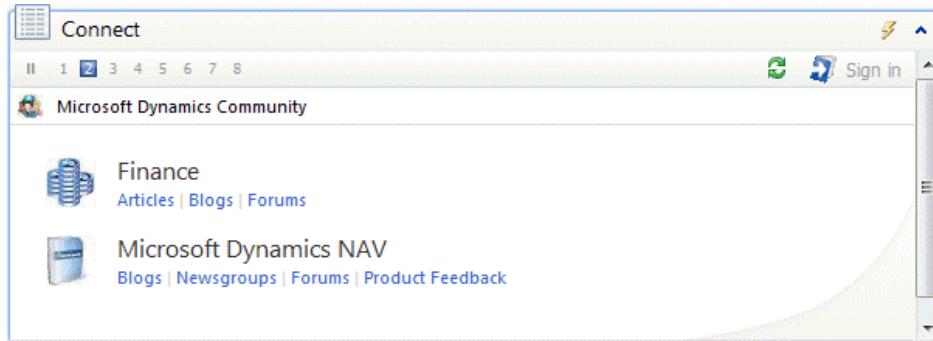 Connect
1 2 3 4 5 6 7 8 Sign in
Microsoft Dynamics Community
Finance
Articles | Blogs | Forums
Microsoft Dynamics NAV
Blogs | Newsgroups | Forums | Product Feedback